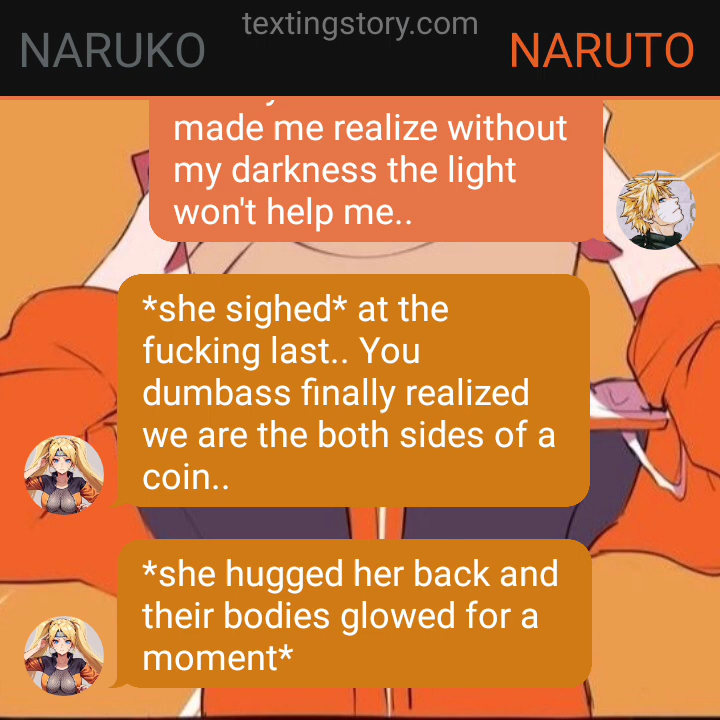 textingstory.com
NARUKO
NARUTO
made me realize without
my darkness the light
won't help me..
*she sighed* at the
fucking last.. You
dumbass finally realized
we are the both sides of a
coin..
*she hugged her back and
their bodies glowed for a
moment*